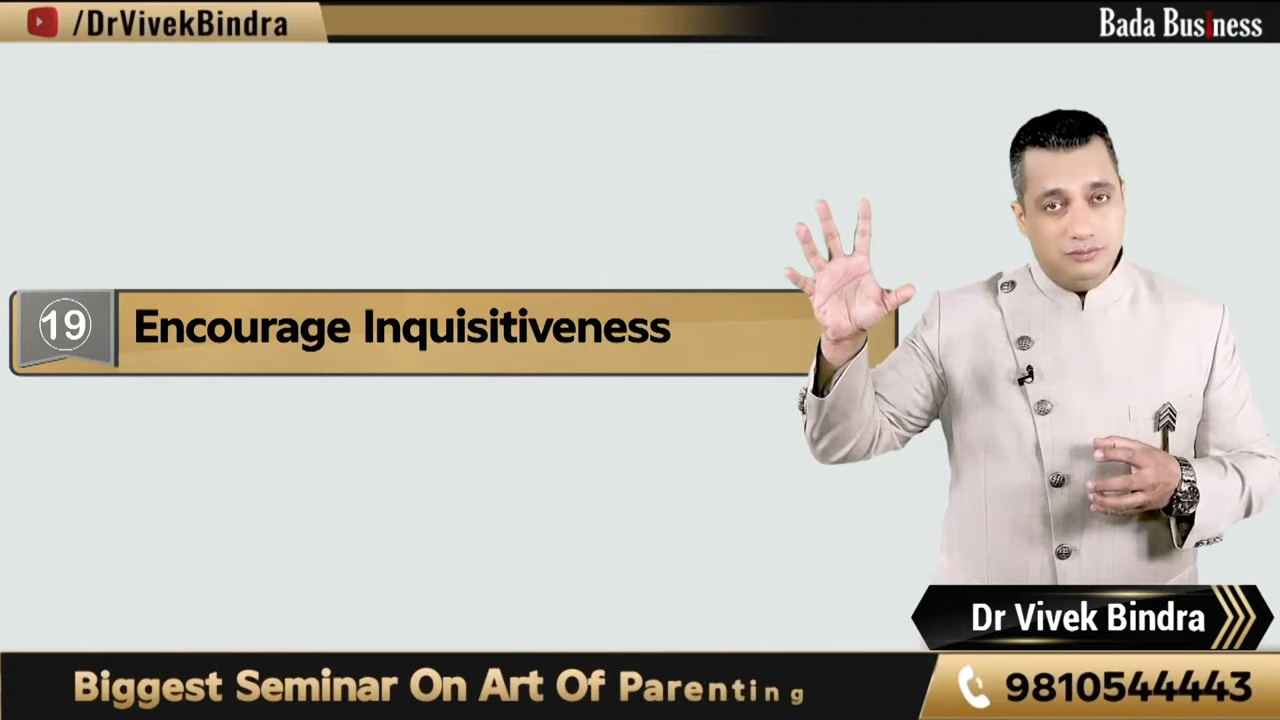 /DrVivekBindra
Bada Business
19 Encourage Inquisitiveness
Dr Vivek Bindra
Biggest Seminar On Art Of Parenting
9810544443